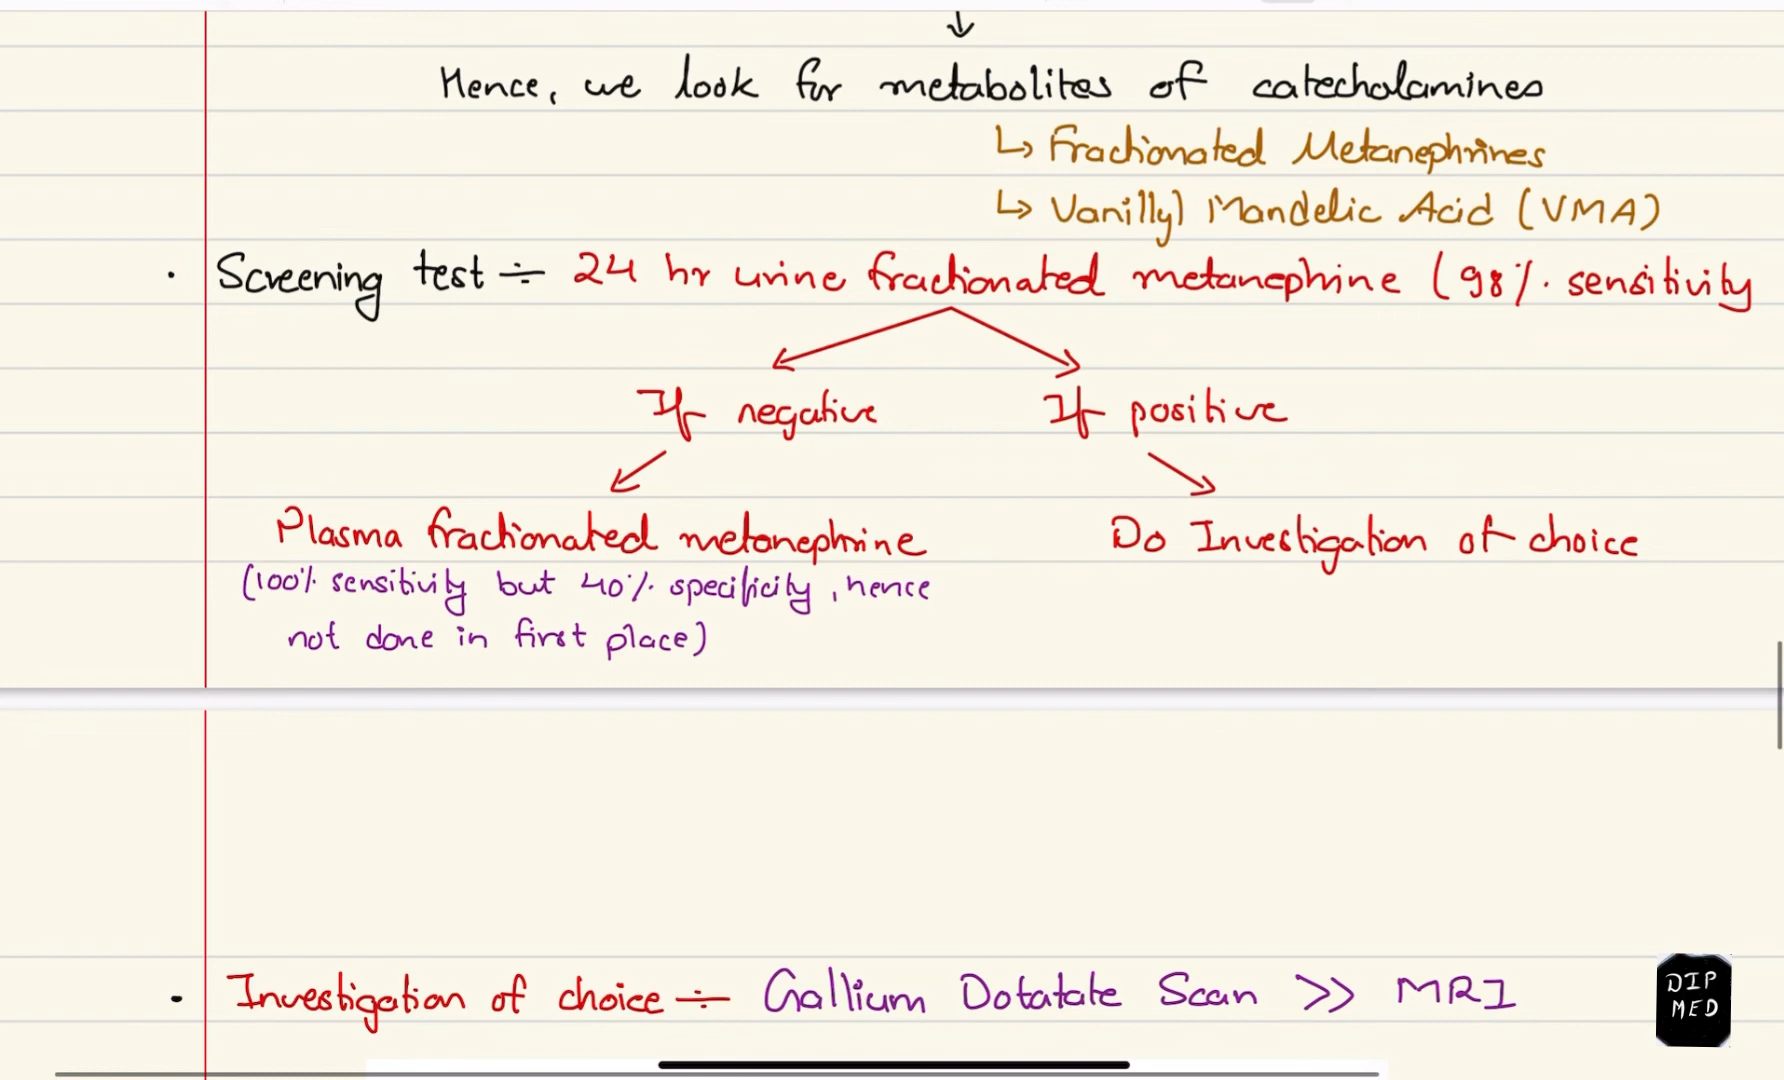 ↓
Hence, we look for metabolites of catecholamines
↳ Fractionated Metanephrines
↳ Vanillyl Mandelic Acid (VMA)
• Screening test ÷ 24 hr urine fractionated metanephine (98% sensitivity
If negative If positive
Plasma fractionated metanephrine Do Investigation of choice
(100% sensitivity but 40% specificity, hence
not done in first place)
• Investigation of choice ÷ Gallium Dotatate Scan >> MRI
DIP
MED